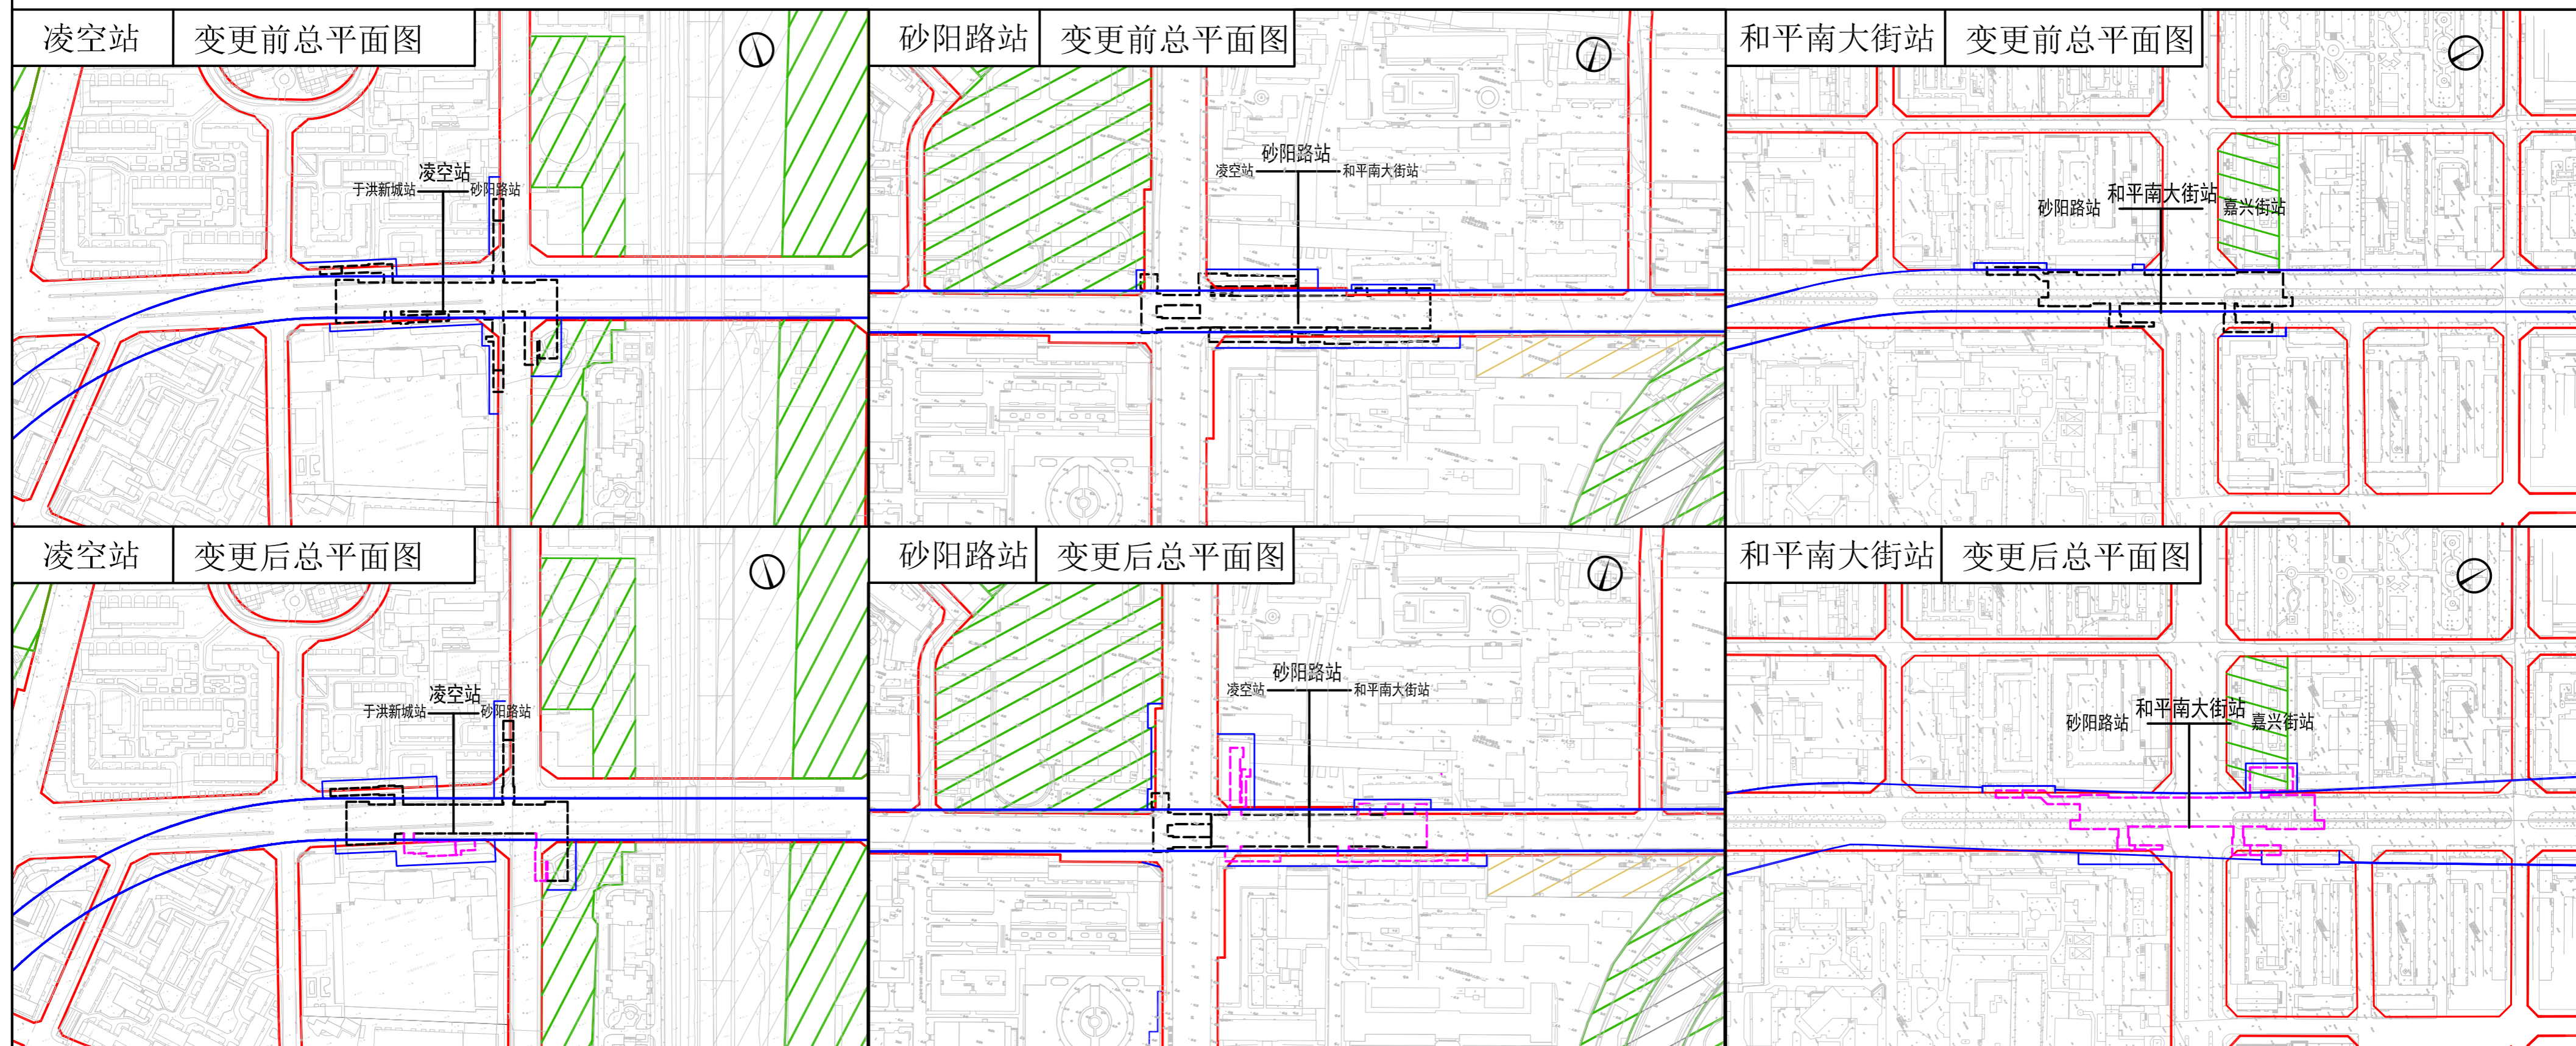 凌空站 变更前总平面图
凌空站
于洪新城站 砂阳路站
砂阳路站 变更前总平面图
砂阳路站
凌空站 和平南大街站
和平南大街站 变更前总平面图
和平南大街站
砂阳路站 嘉兴街站
凌空站 变更后总平面图
凌空站
于洪新城站 砂阳路站
砂阳路站 变更后总平面图
砂阳路站
凌空站 和平南大街站
和平南大街站 变更后总平面图
和平南大街站
砂阳路站 嘉兴街站